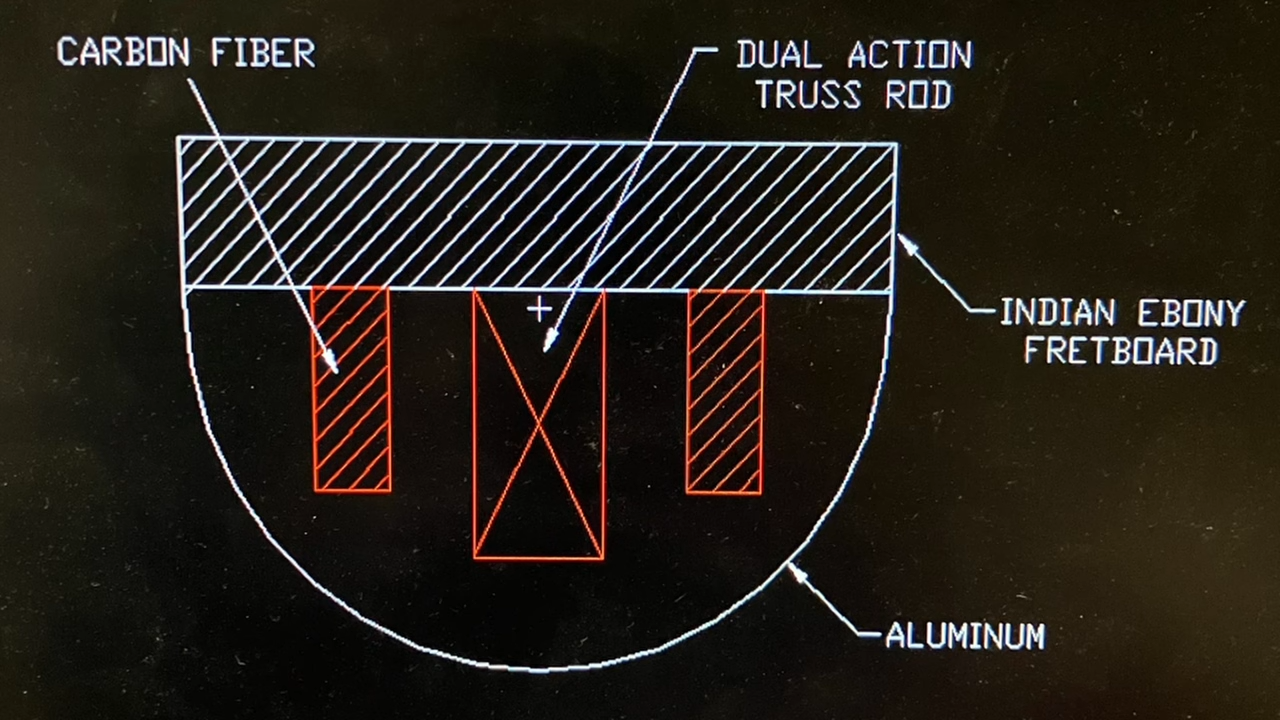 CARBON FIBER
DUAL ACTION
TRUSS ROD
INDIAN EBONY
FRETBOARD
ALUMINUM